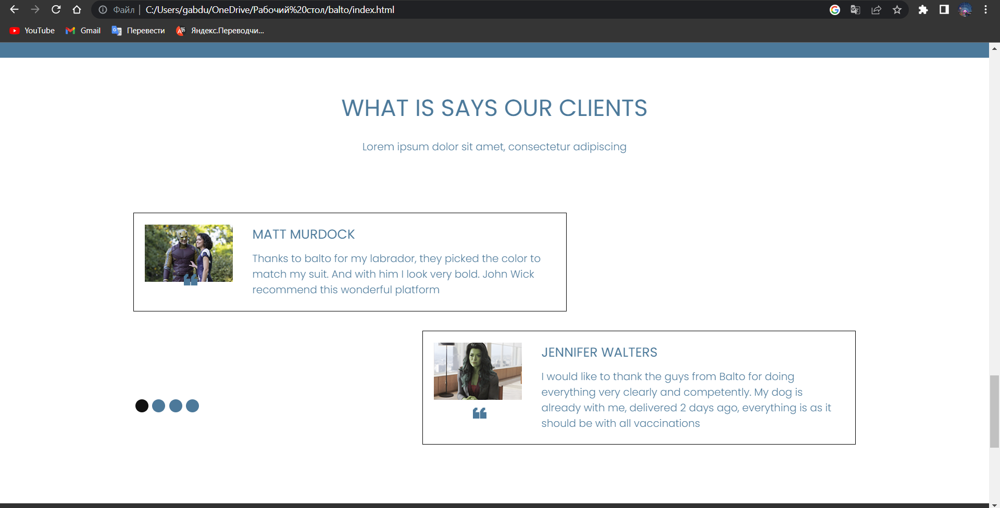 Файл | C:/Users/gabdu/OneDrive/Рабочий%20стол/balto/index.html
YouTube Gmail Перевести Яндекс.Переводчи...
WHAT IS SAYS OUR CLIENTS
Lorem ipsum dolor sit amet, consectetur adipiscing
MATT MURDOCK
Thanks to balto for my labrador, they picked the color to
match my suit. And with him I look very bold. John Wick
recommend this wonderful platform
JENNIFER WALTERS
I would like to thank the guys from Balto for doing
everything very clearly and competently. My dog is
already with me, delivered 2 days ago, everything is as it
should be with all vaccinations